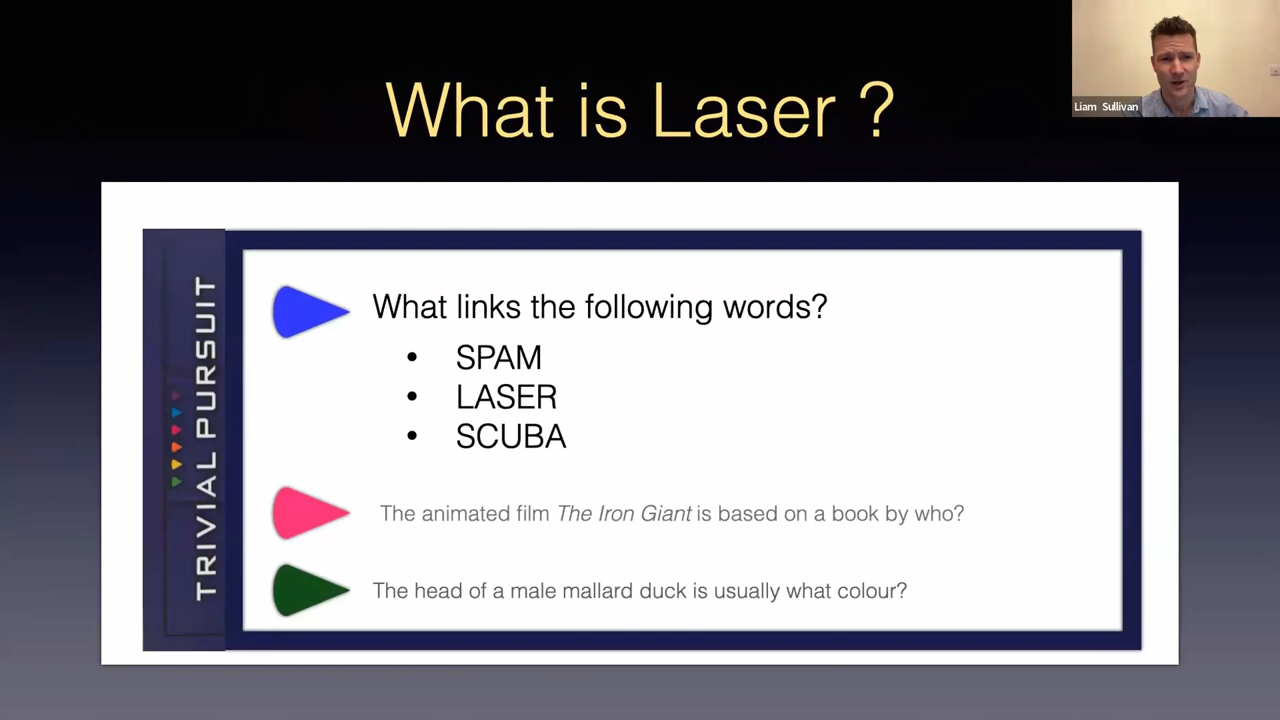 What is Laser ?
Liam Sullivan
TRIVIAL PURSUIT
What links the following words?
• SPAM
• LASER
• SCUBA
The animated film The Iron Giant is based on a book by who?
The head of a male mallard duck is usually what colour?